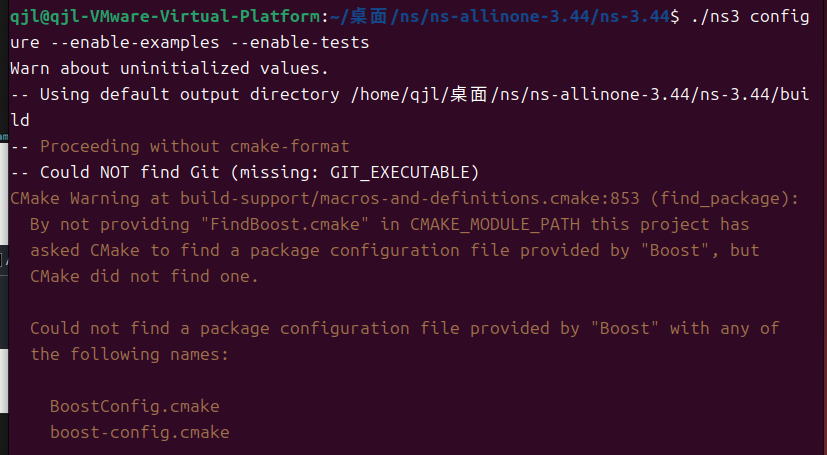 qjl@qjl-VMware-Virtual-Platform:~/桌面/ns/ns-allinone-3.44/ns-3.44$ ./ns3 config
ure --enable-examples --enable-tests
Warn about uninitialized values.
-- Using default output directory /home/qjl/桌面/ns/ns-allinone-3.44/ns-3.44/bui
ld
-- Proceeding without cmake-format
-- Could NOT find Git (missing: GIT_EXECUTABLE)
CMake Warning at build-support/macros-and-definitions.cmake:853 (find_package):
  By not providing "FindBoost.cmake" in CMAKE_MODULE_PATH this project has
  asked CMake to find a package configuration file provided by "Boost", but
  CMake did not find one.

  Could not find a package configuration file provided by "Boost" with any of
  the following names:

    BoostConfig.cmake
    boost-config.cmake